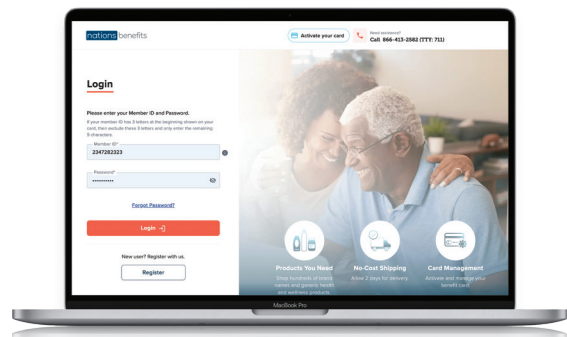 nations benefits
Activate your card
Need assistance?
Call 866-413-2582 (TTY: 711)
Login
Please enter your Member ID and Password.
If your member ID has 3 letters at the beginning shown on your
card, then exclude these 3 letters and only enter the remaining
9 characters.
Member ID*
2347282323
Password*
Forgot Password?
Login
New user? Register with us.
Register
Products You Need
Shop hundreds of brand
names and generic health
and wellness products
No-Cost Shipping
Allow 2 days for delivery
Card Management
Activate and manage your
benefit card
MacBook Pro